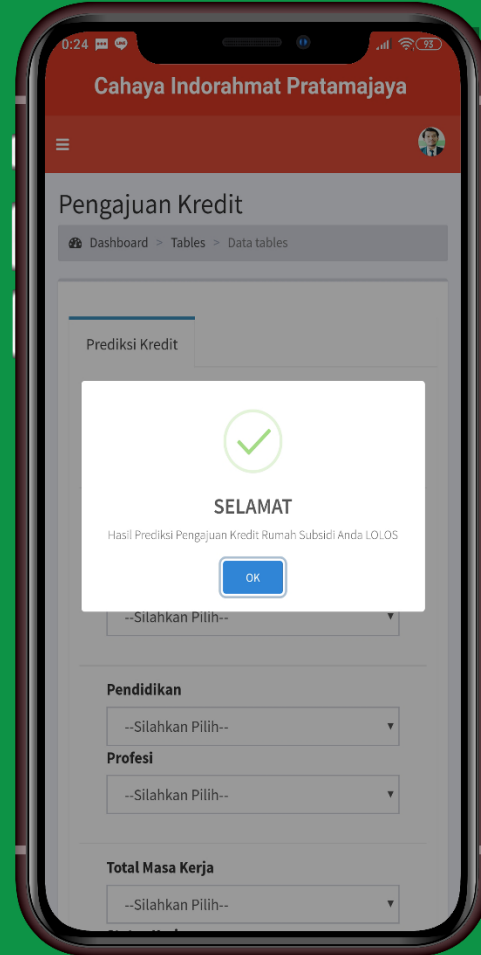 0:24
93
Cahaya Indorahmat Pratamajaya
Pengajuan Kredit
Dashboard > Tables > Data tables
Prediksi Kredit
SELAMAT
Hasil Prediksi Pengajuan Kredit Rumah Subsidi Anda LOLOS
OK
--Silahkan Pilih--
Pendidikan
--Silahkan Pilih--
Profesi
--Silahkan Pilih--
Total Masa Kerja
--Silahkan Pilih--